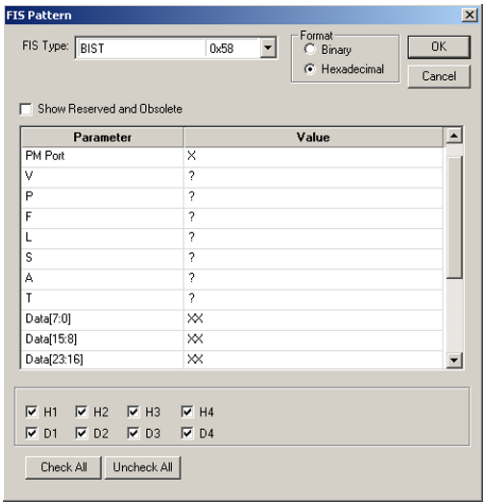 FIS Pattern
FIS Type: BIST 0x58
Format
Binary
Hexadecimal
OK
Cancel
Show Reserved and Obsolete
Parameter Value
PM Port X
V ?
P ?
F ?
L ?
S ?
A ?
T ?
Data[7:0] XX
Data[15:8] XX
Data[23:16] XX
H1 H2 H3 H4
D1 D2 D3 D4
Check All Uncheck All